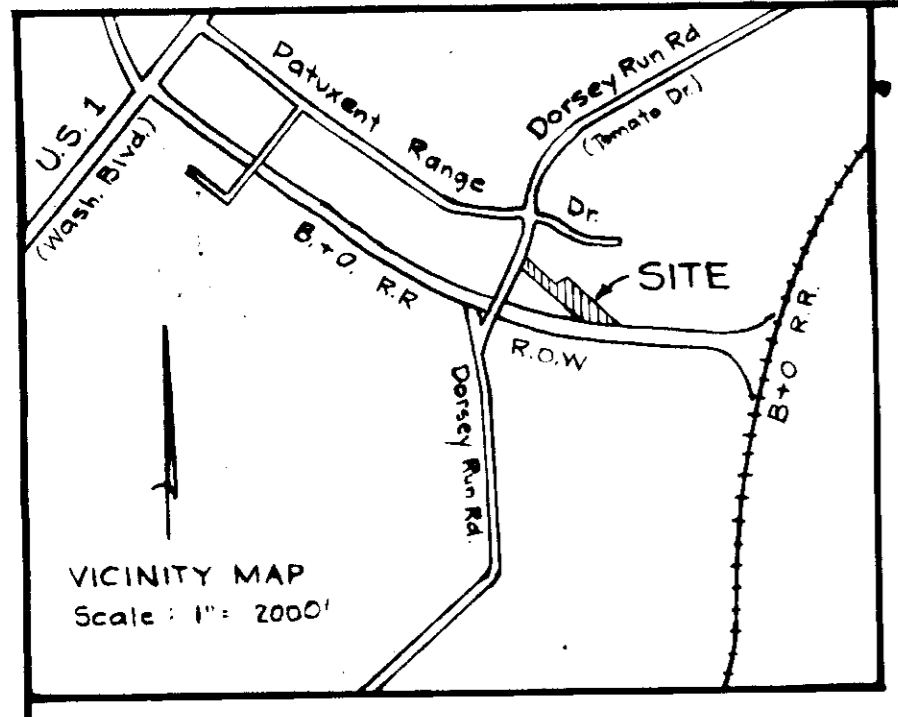 Patuxent Range Dr.
Dorsey Run Rd
(Tomato Dr.)
U.S. 1
(Wash. Blvd.)
B.+O. R.R
R.O.W
SITE
B+O R.R.
Dorsey Run Rd.
VICINITY MAP
Scale : 1" = 2000'